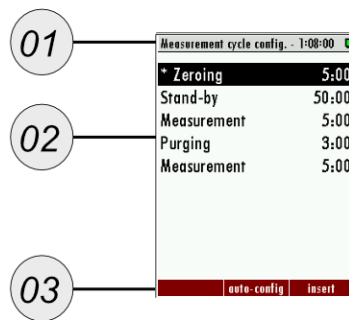 01
Measurement cycle config. - 1:08:00
* Zeroing 5:00
Stand-by 50:00
02
Measurement 5:00
Purging 3:00
Measurement 5:00
03
auto-config insert